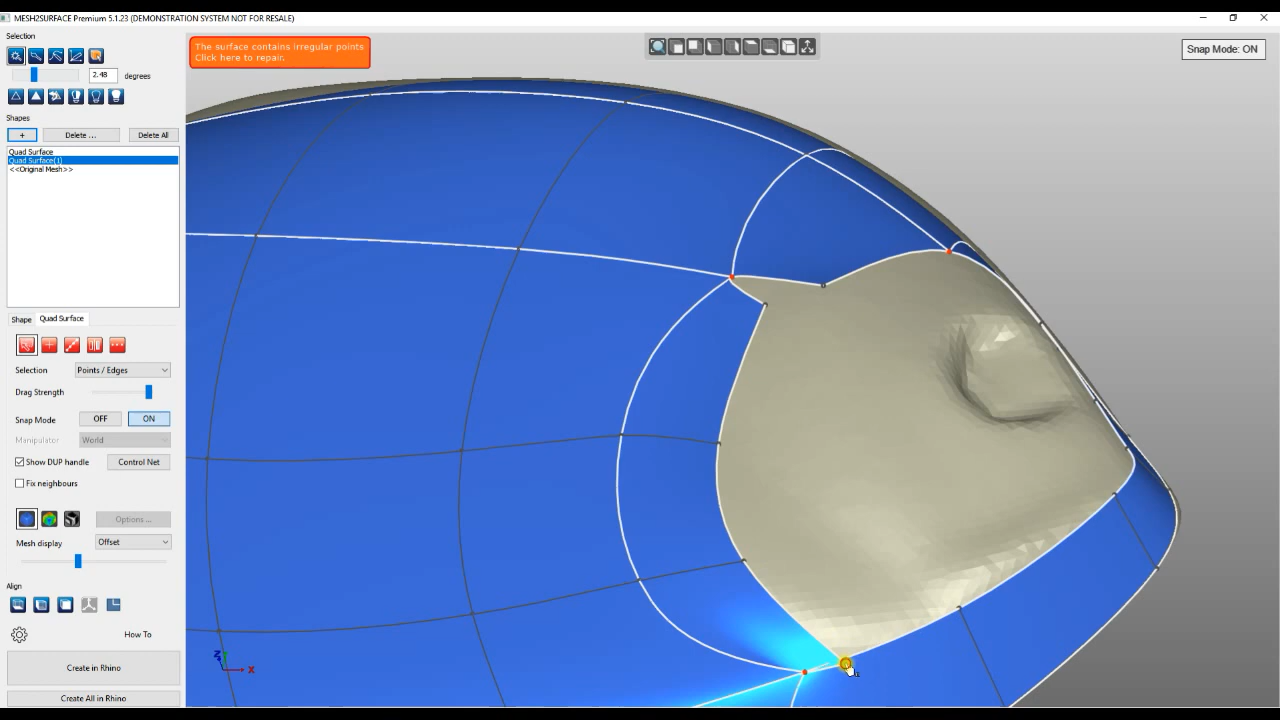 MESH2SURFACE Premium 5.1.23 (DEMONSTRATION SYSTEM NOT FOR RESALE)
Selection
2.48 degrees
Shapes
+ Delete ... Delete All
Quad Surface
Quad Surface(1)
<<Original Mesh>>
Shape Quad Surface
Selection Points / Edges
Drag Strength
Snap Mode OFF ON
Manipulator World
Show DUP handle Control Net
Fix neighbours
Options ...
Mesh display Offset
Align
How To
Create in Rhino
Create All in Rhino
The surface contains irregular points
Click here to repair.
Snap Mode: ON
Z
X